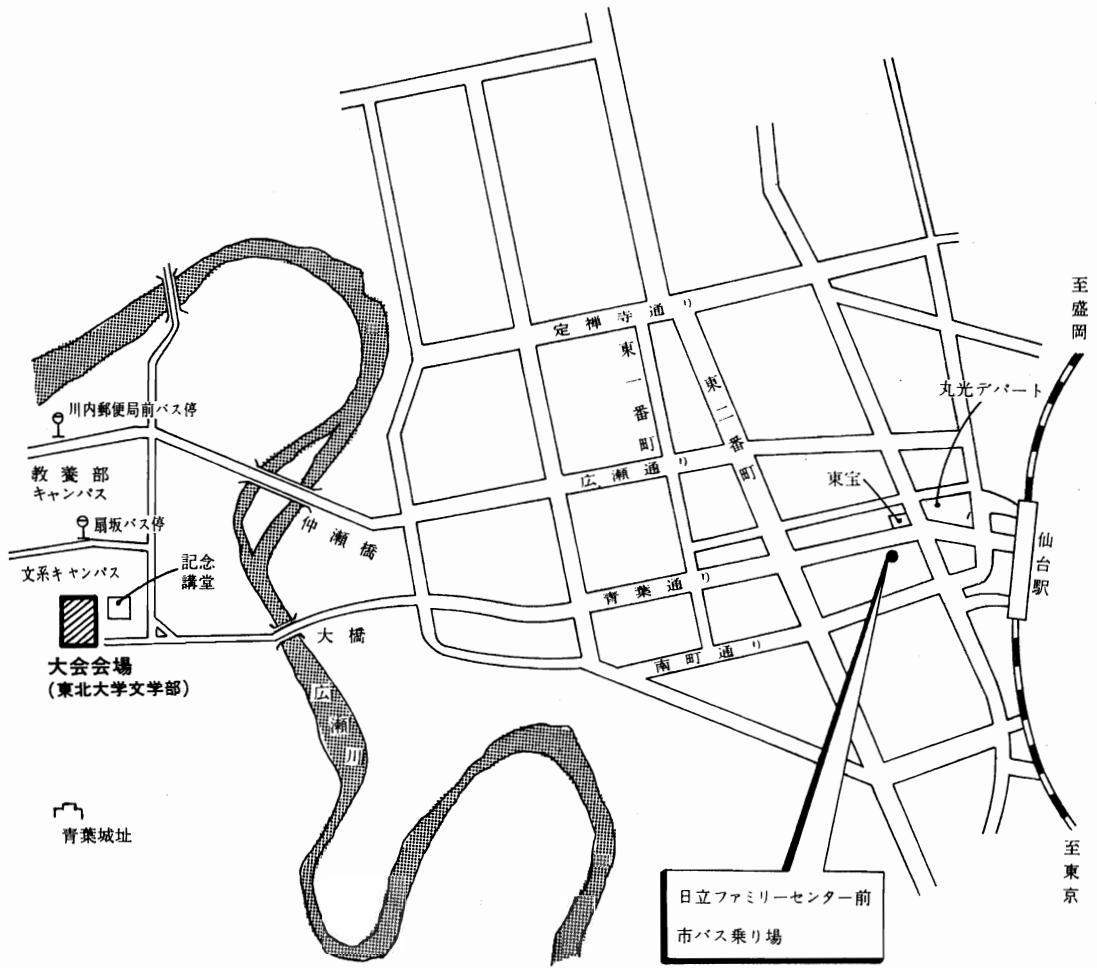 至盛岡
定禅寺通り
東一番町
東二番町
丸光デパート
川内郵便局前バス停
教養部
キャンパス
広瀬通り
東宝
扇坂バス停
仲瀬橋
仙台駅
文系キャンパス
記念
講堂
青葉通り
大橋
南町通り
大会会場
(東北大学文学部)
広瀬川
青葉城址
至東京
日立ファミリーセンター前
市バス乗り場